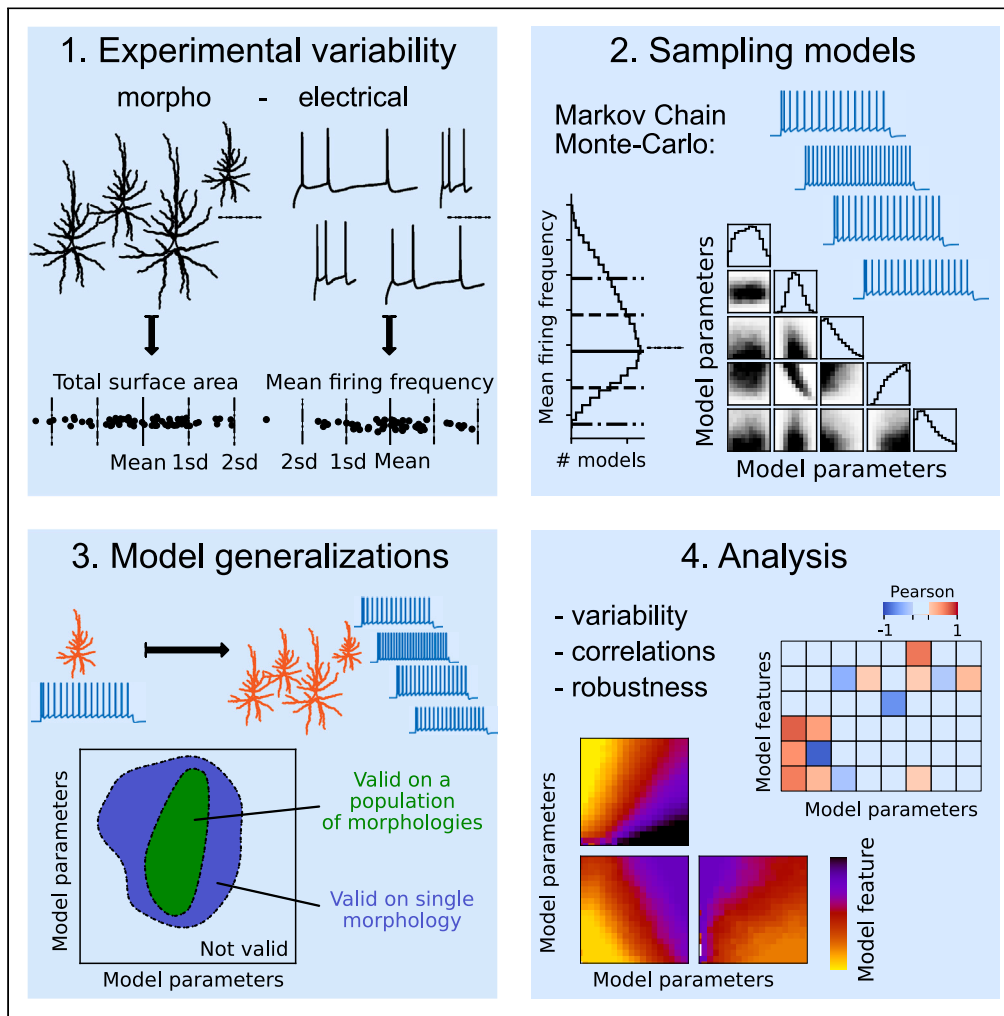 1. Experimental variability
morpho - electrical
Total surface area
Mean firing frequency
Mean 1sd 2sd
2sd 1sd Mean
2. Sampling models
Markov Chain
Monte-Carlo:
Mean firing frequency
# models
Model parameters
Model parameters
3. Model generalizations
Model parameters
Valid on a
population
of morphologies
Valid on single
morphology
Not valid
Model parameters
4. Analysis
- variability
- correlations
- robustness
Pearson
-1 1
Model features
Model parameters
Model parameters
Model feature
Model parameters